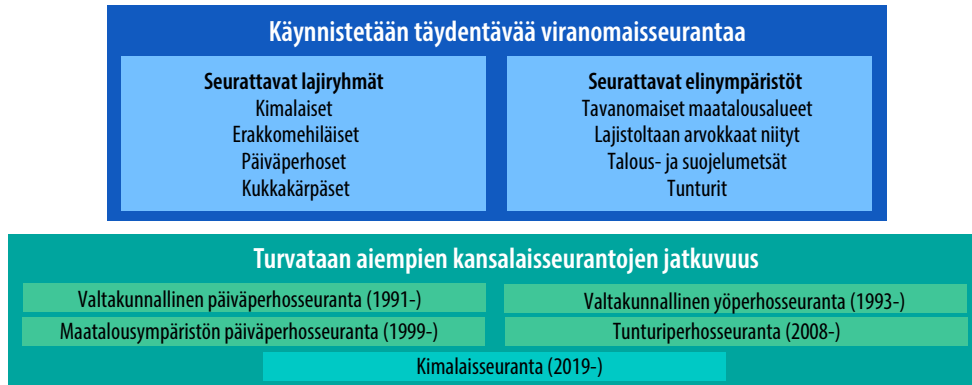 Käynnistetään täydentävää viranomaisseurantaa
Seurattavat lajiryhmät
Kimalaiset
Erakkomehiläiset
Päiväperhoset
Kukkakärpäset
Seurattavat elinympäristöt
Tavanomaiset maatalousalueet
Lajistoltaan arvokkaat niityt
Talous- ja suojelumetsät
Tunturit
Turvataan aiempien kansalaisseurantojen jatkuvuus
Valtakunnallinen päiväperhosseuranta (1991-)
Valtakunnallinen yöperhosseuranta (1993-)
Maatalousympäristön päiväperhosseuranta (1999-)
Tunturiperhosseuranta (2008-)
Kimalaisseuranta (2019-)